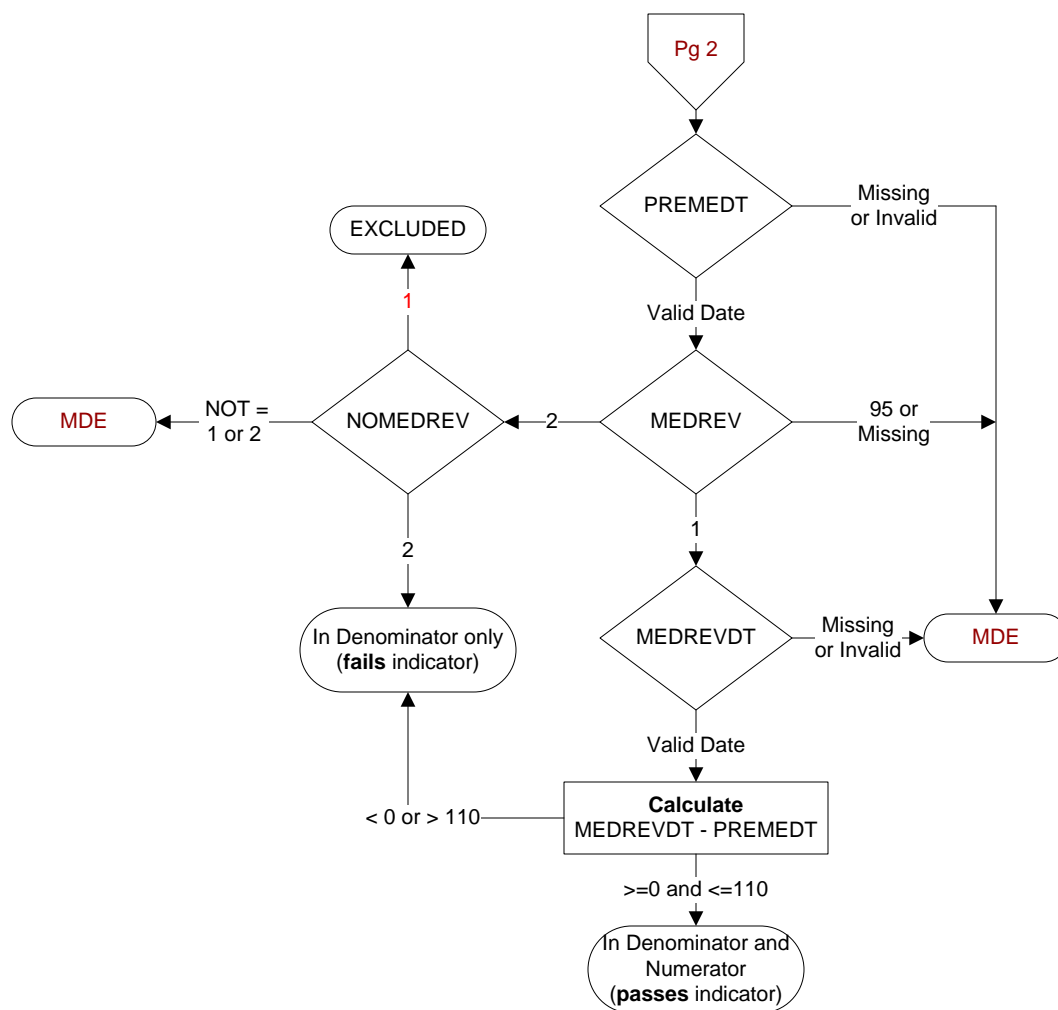 Pg 2
PREMEDT
Missing
or Invalid
EXCLUDED
1
Valid Date
MDE
NOT =
1 or 2
NOMEDREV
2
MEDREV
95 or
Missing
2
1
In Denominator only
(fails indicator)
MEDREVDT
Missing
or Invalid
MDE
Valid Date
< 0 or > 110
Calculate
MEDREVDT - PREMEDT
>=0 and <=110
In Denominator and
Numerator
(passes indicator)